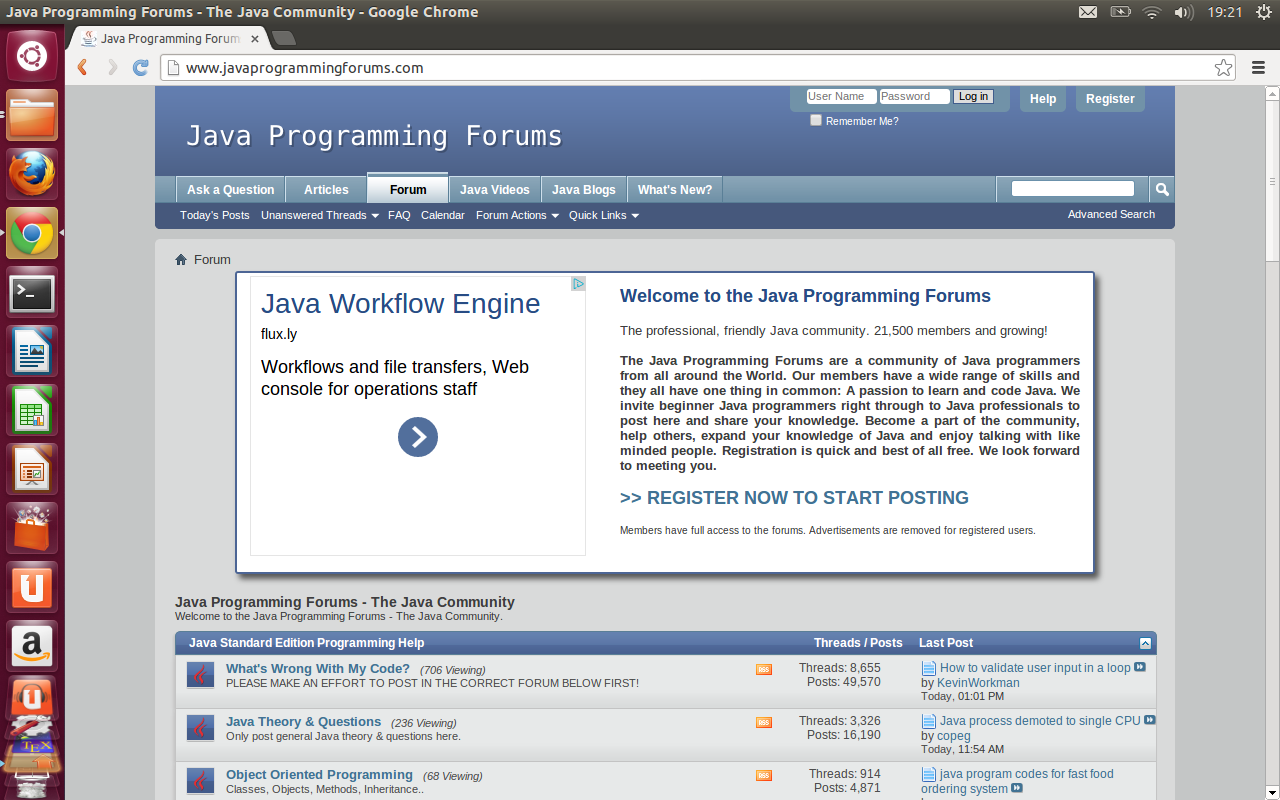 Java Programming Forums - The Java Community - Google Chrome
19:21
Java Programming Forum
www.javaprogrammingforums.com
User Name Password Log in Help Register
Remember Me?
Java Programming Forums
Ask a Question Articles Forum Java Videos Java Blogs What's New?
Today's Posts Unanswered Threads FAQ Calendar Forum Actions Quick Links Advanced Search
Forum
Java Workflow Engine
flux.ly
Workflows and file transfers, Web
console for operations staff
Welcome to the Java Programming Forums
The professional, friendly Java community. 21,500 members and growing!
The Java Programming Forums are a community of Java programmers
from all around the World. Our members have a wide range of skills and
they all have one thing in common: A passion to learn and code Java. We
invite beginner Java programmers right through to Java professionals to
post here and share your knowledge. Become a part of the community,
help others, expand your knowledge of Java and enjoy talking with like
minded people. Registration is quick and best of all free. We look forward
to meeting you.
>> REGISTER NOW TO START POSTING
Members have full access to the forums. Advertisements are removed for registered users.
Java Programming Forums - The Java Community
Welcome to the Java Programming Forums - The Java Community.
Java Standard Edition Programming Help Threads / Posts Last Post
What's Wrong With My Code? (706 Viewing)
PLEASE MAKE AN EFFORT TO POST IN THE CORRECT FORUM BELOW FIRST!
RSS
Threads: 8,655
Posts: 49,570
How to validate user input in a loop
by KevinWorkman
Today, 01:01 PM
Java Theory & Questions (236 Viewing)
Only post general Java theory & questions here.
RSS
Threads: 3,326
Posts: 16,190
Java process demoted to single CPU
by copeg
Today, 11:54 AM
Object Oriented Programming (68 Viewing)
Classes, Objects, Methods, Inheritance..
RSS
Threads: 914
Posts: 4,871
java program codes for fast food
ordering system